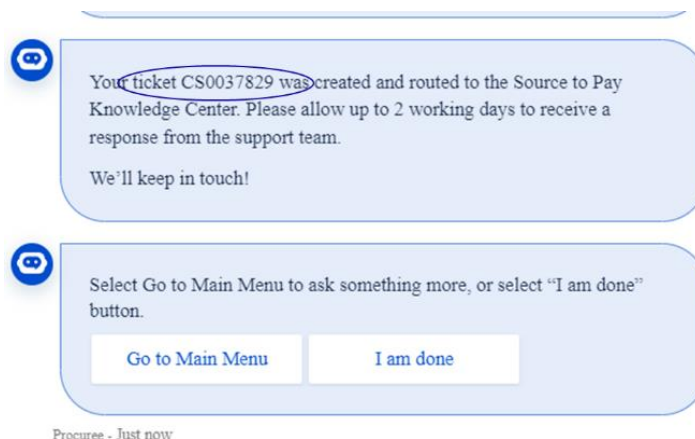 Your ticket CS0037829 was created and routed to the Source to Pay
Knowledge Center. Please allow up to 2 working days to receive a
response from the support team.
We’ll keep in touch!
Select Go to Main Menu to ask something more, or select “I am done”
button.
Go to Main Menu I am done
Procuree - Just now